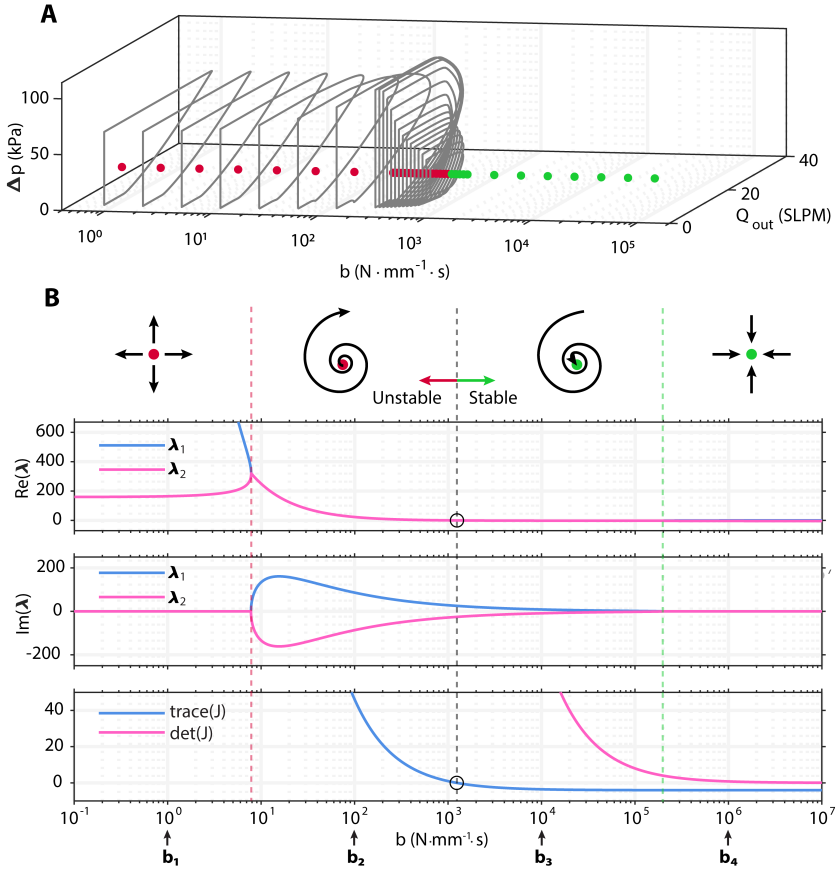 A
100
50
0
Δp (kPa)
10⁰
10¹
10²
10³
10⁴
10⁵
b (N · mm⁻¹ · s)
40
20
0
Q out (SLPM)
B
Unstable
Stable
600
400
200
0
Re(λ)
λ₁
λ₂
200
0
-200
Im(λ)
λ₁
λ₂
40
20
0
trace(J)
det(J)
10⁻¹
10⁰
10¹
10²
10³
10⁴
10⁵
10⁶
10⁷
b (N·mm⁻¹·s)
b₁
b₂
b₃
b₄